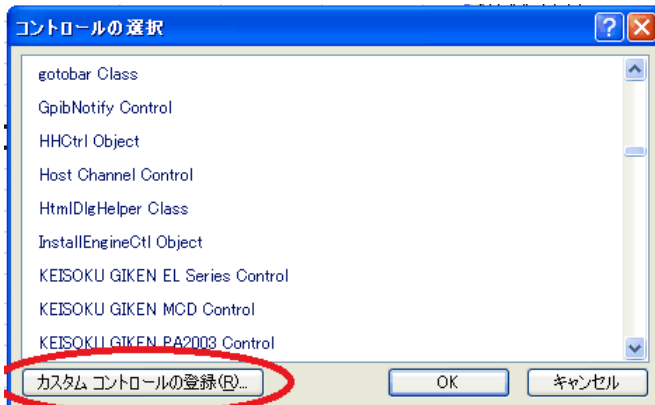 コントロールの選択
gotobar Class
GpibNotify Control
HHCtrl Object
Host Channel Control
HtmlDlgHelper Class
InstallEngineCtl Object
KEISOKU GIKEN EL Series Control
KEISOKU GIKEN MCD Control
KEISOKU GIKEN PA2003 Control
カスタム コントロールの登録(R)...
OK
キャンセル